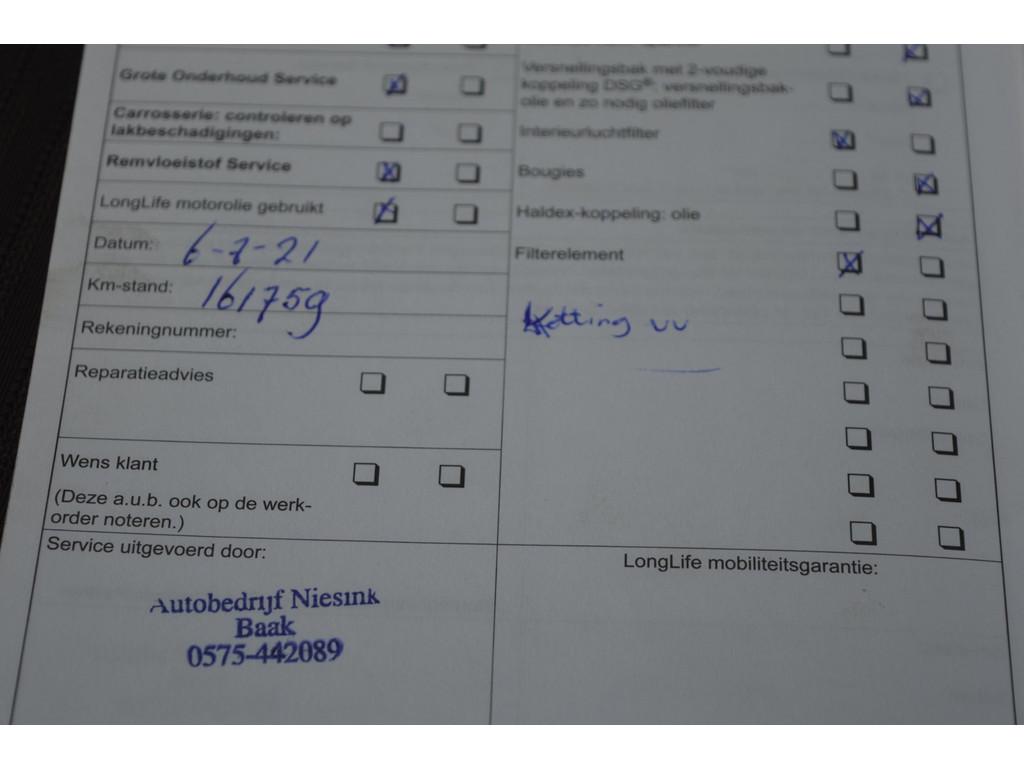 Grote Onderhoud Service
Carrosserie: controleren op
lakbeschadigingen:
Remvloeistof Service
LongLife motorolie gebruikt
Datum: 6-7-21
Km-stand: 161759
Rekeningnummer:
Reparatieadvies
Wens klant
(Deze a.u.b. ook op de werk-
order noteren.)
Service uitgevoerd door:
Autobedrijf Niesink
Baak
0575-442089
Versnellingsbak met 2-voudige
koppeling DSG®: versnellingsbak-
olie en zo nodig oliefilter
Interieurluchtfilter
Bougies
Haldex-koppeling: olie
Filterelement
ketting vv
LongLife mobiliteitsgarantie: